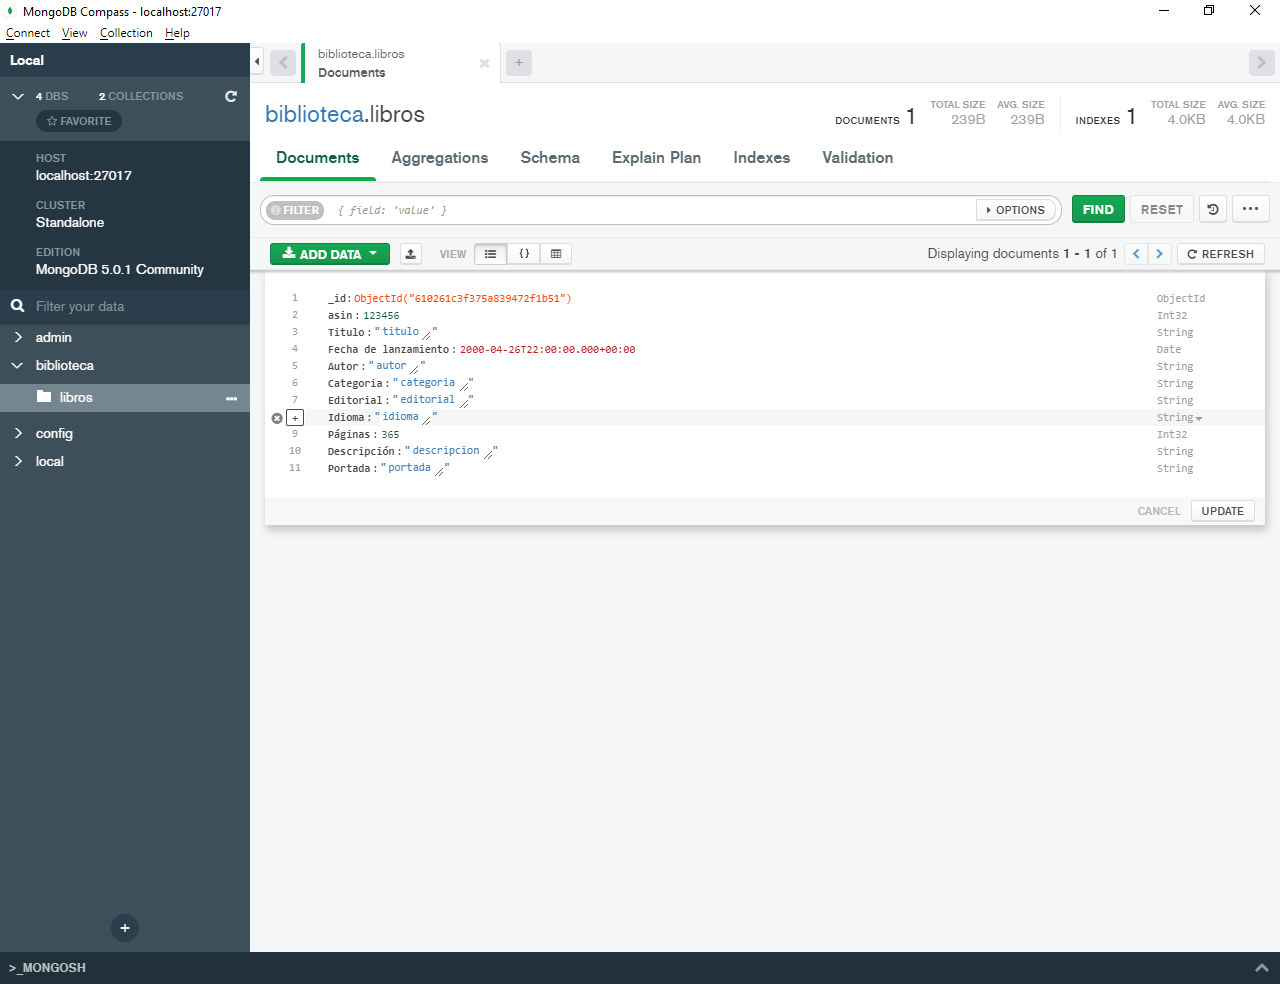 MongoDB Compass - localhost:27017
Connect View Collection Help
Local
4 DBS 2 COLLECTIONS
FAVORITE
HOST
localhost:27017
CLUSTER
Standalone
EDITION
MongoDB 5.0.1 Community
Filter your data
admin
biblioteca
libros
config
local
biblioteca.libros
Documents
biblioteca.libros
DOCUMENTS 1 TOTAL SIZE 239B AVG. SIZE 239B INDEXES 1 TOTAL SIZE 4.0KB AVG. SIZE 4.0KB
Documents Aggregations Schema Explain Plan Indexes Validation
FILTER { field: 'value' } OPTIONS FIND RESET
ADD DATA VIEW {} Displaying documents 1 - 1 of 1 REFRESH
1 _id: ObjectId("610261c3f375a839472f1b51") ObjectId
2 asin: 123456 Int32
3 Titulo: "titulo" String
4 Fecha de lanzamiento: 2000-04-26T22:00:00.000+00:00 Date
5 Autor: "autor" String
6 Categoria: "categoria" String
7 Editorial: "editorial" String
+ Idioma: "idioma" String
9 Páginas: 365 Int32
10 Descripción: "descripcion" String
11 Portada: "portada" String
CANCEL UPDATE
>_MONGOSH